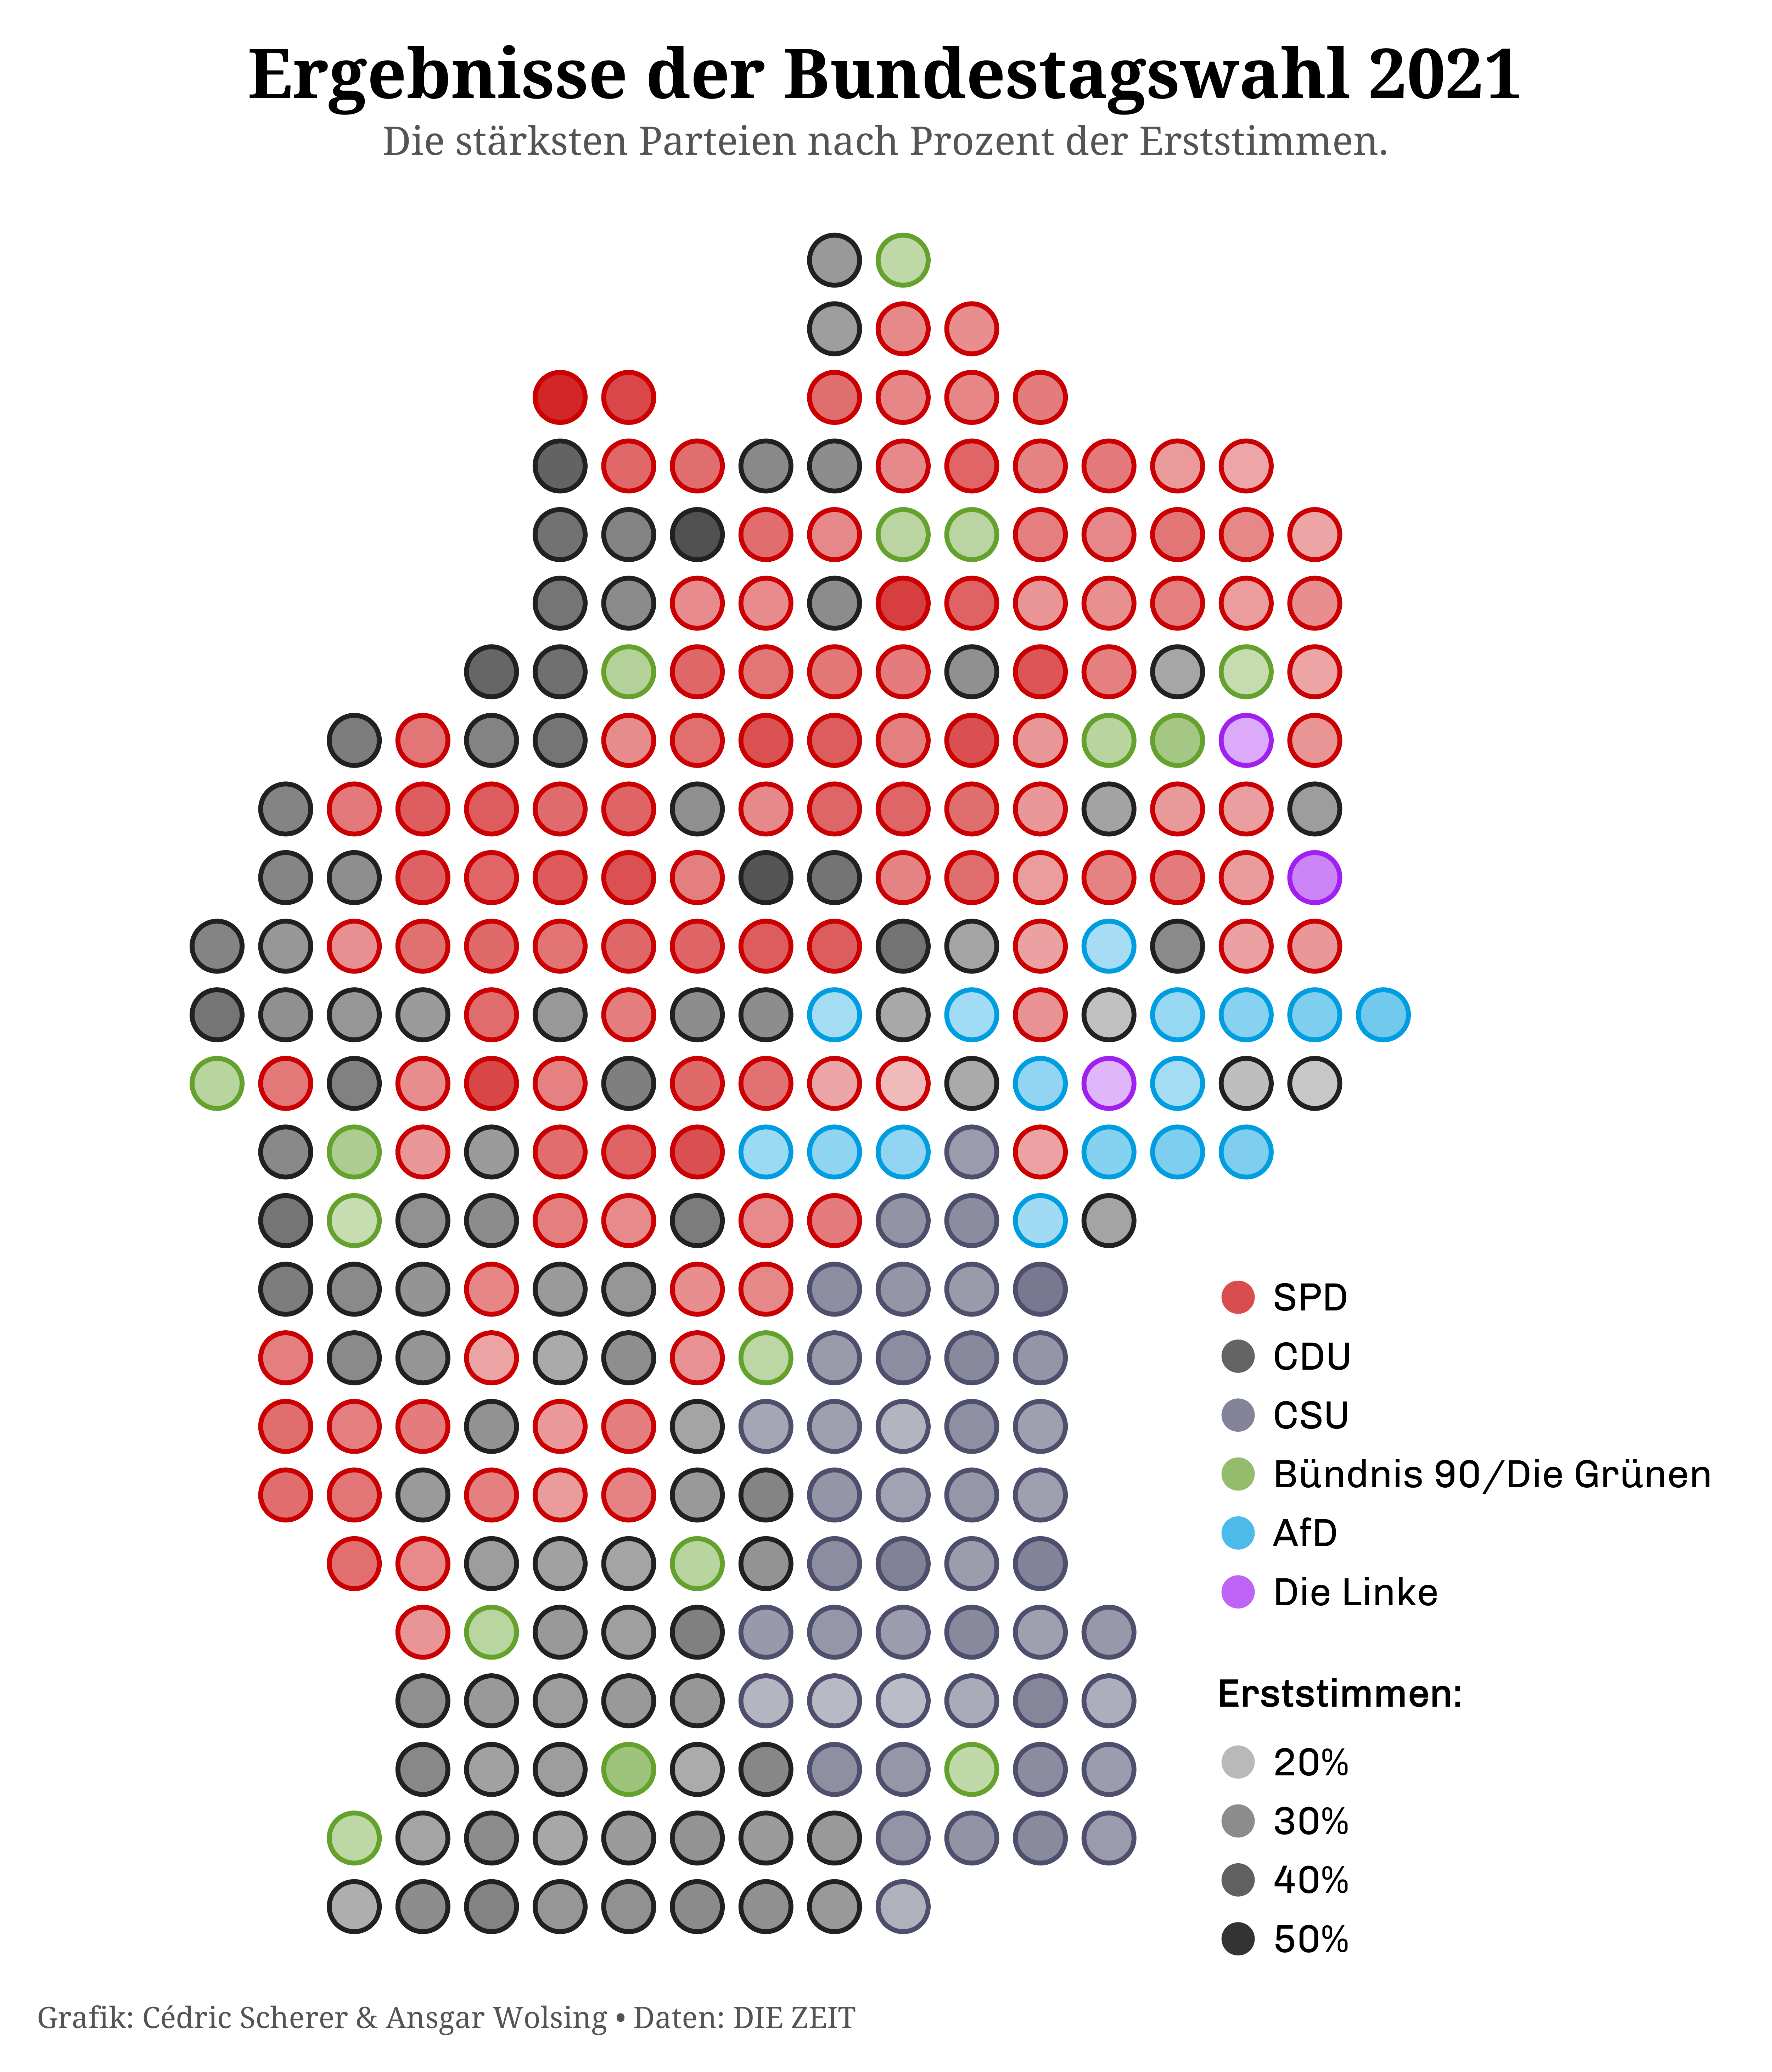 Ergebnisse der Bundestagswahl 2021
Die stärksten Parteien nach Prozent der Erststimmen.
SPD
CDU
CSU
Bündnis 90/Die Grünen
AfD
Die Linke
Erststimmen:
20%
30%
40%
50%
Grafik: Cédric Scherer & Ansgar Wolsing • Daten: DIE ZEIT